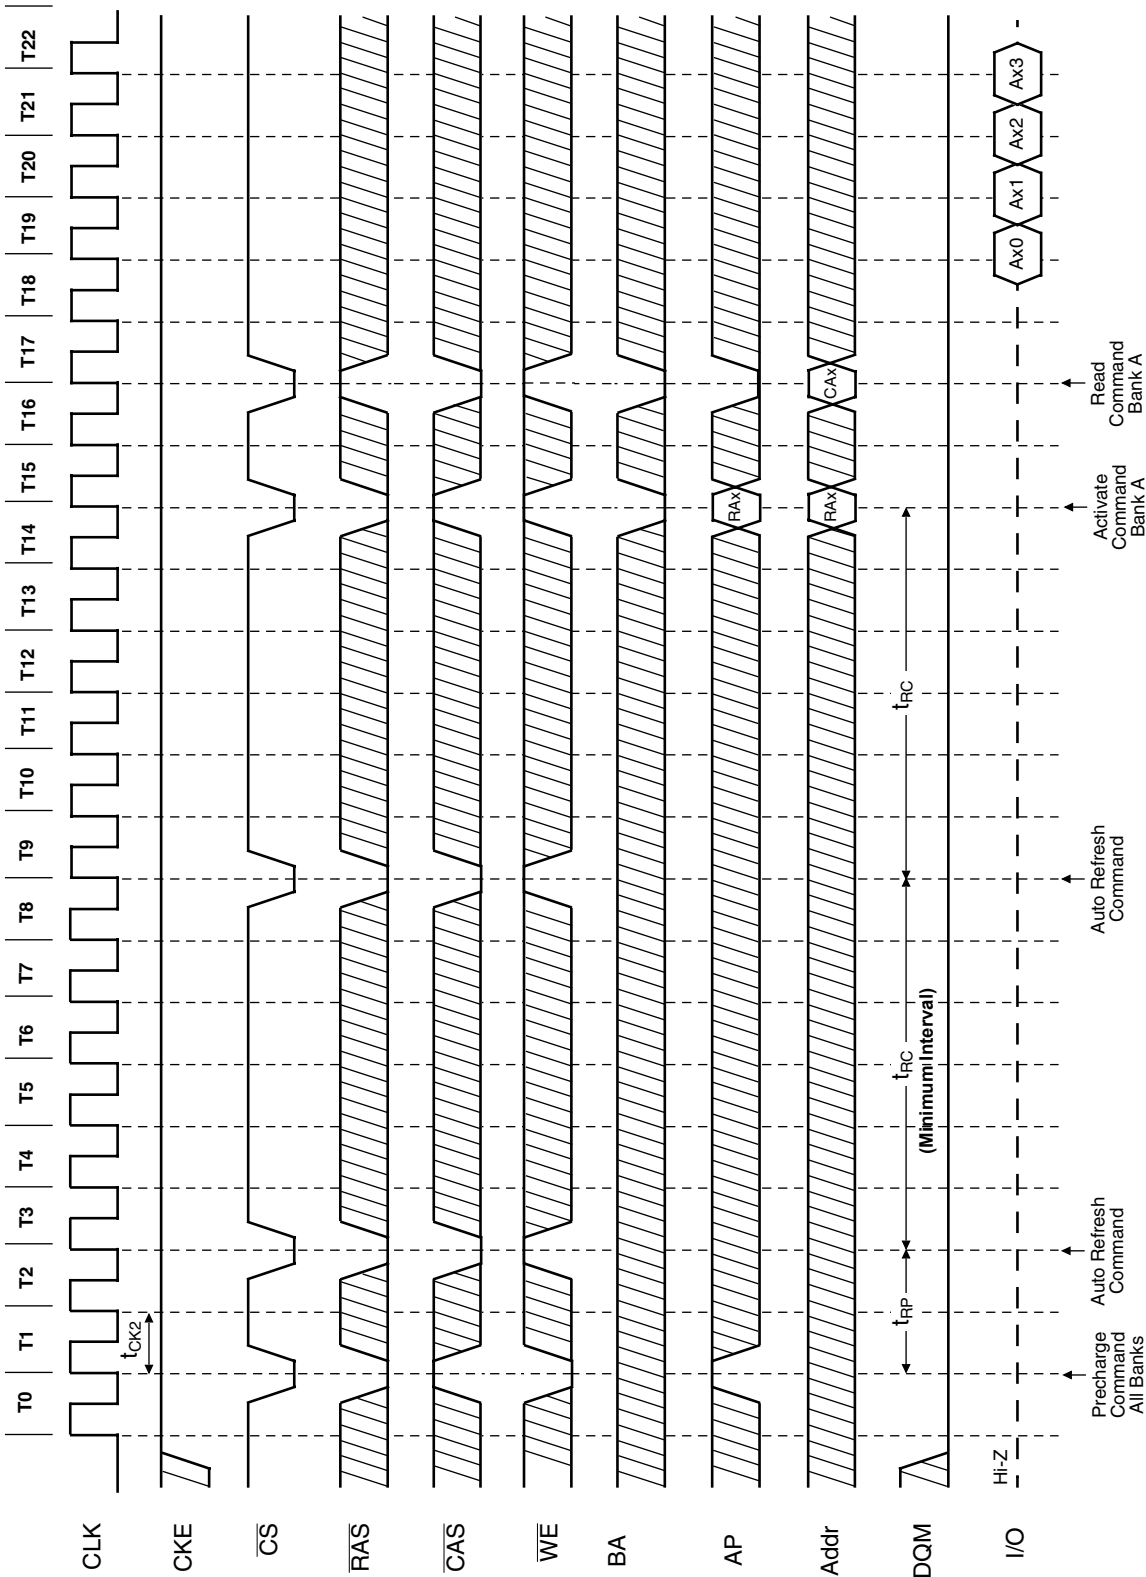 T0 T1 T2 T3 T4 T5 T6 T7 T8 T9 T10 T11 T12 T13 T14 T15 T16 T17 T18 T19 T20 T21 T22
CLK
tCK2
CKE
CS
RAS
CAS
WE
BA
AP
RAx
Addr
RAx CAx
DQM
tRP tRC tRC
(Minimum Interval)
I/O
Hi-Z
Ax0 Ax1 Ax2 Ax3
Precharge
Command
All Banks
Auto Refresh
Command
Auto Refresh
Command
Activate
Command
Bank A
Read
Command
Bank A